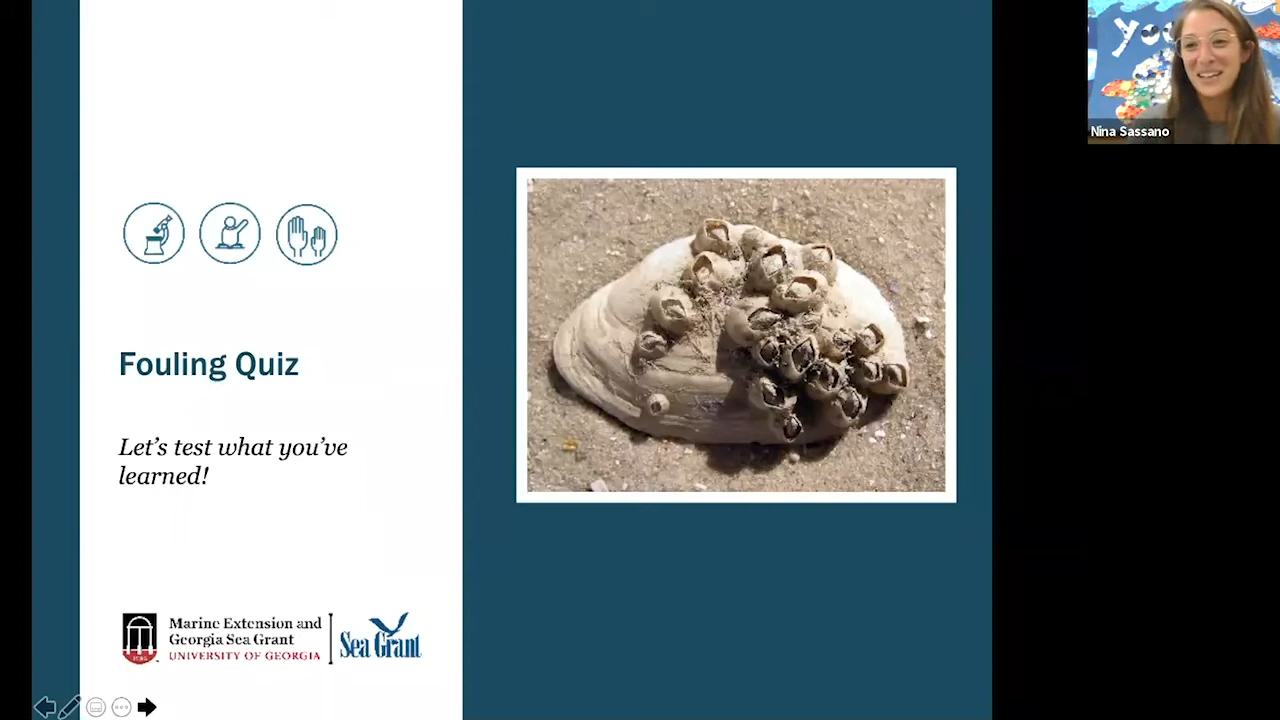 you
Nina Sassano
Fouling Quiz
Let's test what you've
learned!
Marine Extension and
Georgia Sea Grant
UNIVERSITY OF GEORGIA
Sea Grant